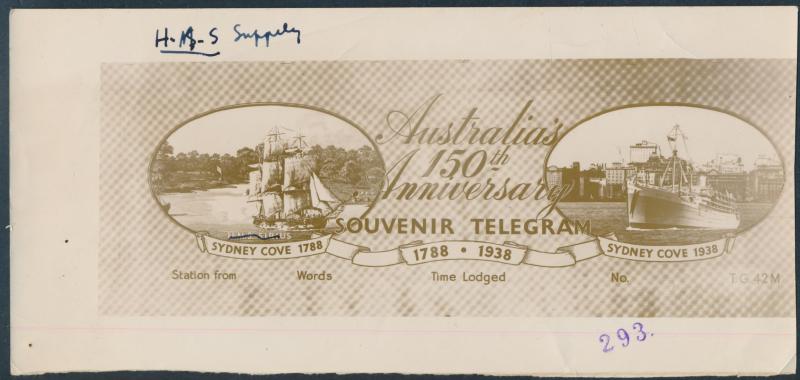 H.M.S Supply
Australia's
150th
Anniversary
SOUVENIR TELEGRAM
SYDNEY COVE 1788
1788 • 1938
SYDNEY COVE 1938
Station from Words Time Lodged No. T.G. 42M
293.